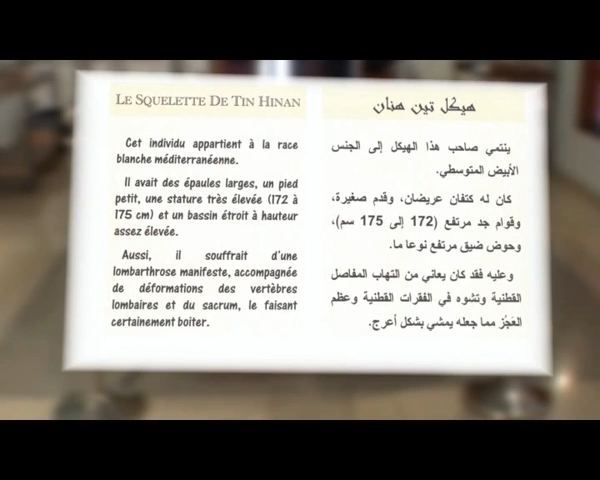 LE SQUELETTE DE TIN HINAN
Cet individu appartient à la race
blanche méditerranéenne.
Il avait des épaules larges, un pied
petit, une stature très élevée (172 à
175 cm) et un bassin étroit à hauteur
assez élevée.
Aussi, il souffrait d'une
lombarthrose manifeste, accompagnée
de déformations des vertèbres
lombaires et du sacrum, le faisant
certainement boiter.
هيكل تين هنان
ينتمي صاحب هذا الهيكل إلى الجنس
الأبيض المتوسطي.
كان له كتفان عريضان، وقدم صغيرة،
وقوام جد مرتفع (172 إلى 175 سم)،
وحوض ضيق مرتفع نوعا ما.
وعليه فقد كان يعاني من التهاب المفاصل
القطنية وتشوه في الفقرات القطنية وعظم
العَجُز مما جعله يمشي بشكل أعرج.